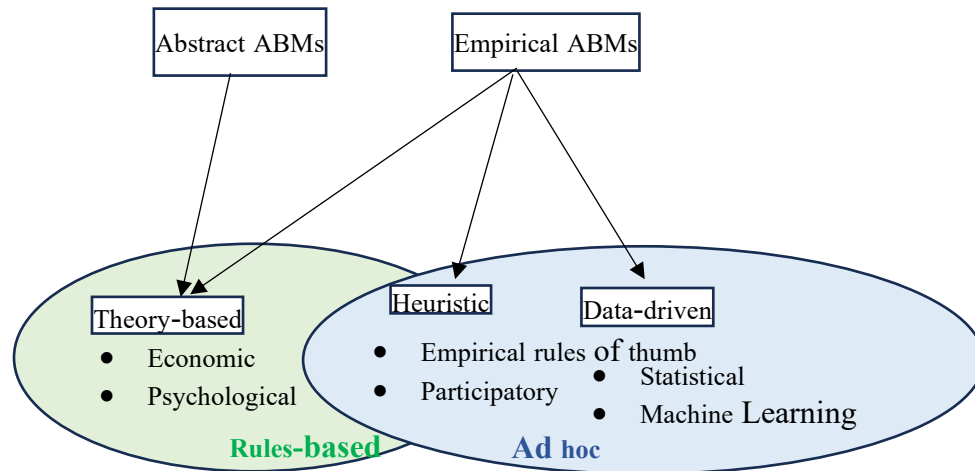 Abstract ABMs
Empirical ABMs
Theory-based
• Economic
• Psychological
Heuristic
• Empirical rules of thumb
• Participatory
Data-driven
• Statistical
• Machine Learning
Rules-based
Ad hoc